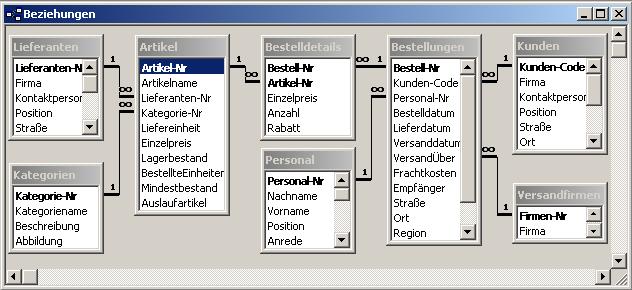 Beziehungen
Lieferanten
Lieferanten-N
Firma
Kontaktperson
Position
Straße
Kategorien
Kategorie-Nr
Kategoriename
Beschreibung
Abbildung
1
∞
∞
1
Artikel
Artikel-Nr
Artikelname
Lieferanten-Nr
Kategorie-Nr
Liefereinheit
Einzelpreis
Lagerbestand
BestellteEinheiten
Mindestbestand
Auslaufartikel
1
∞
Bestelldetails
Bestell-Nr
Artikel-Nr
Einzelpreis
Anzahl
Rabatt
Personal
Personal-Nr
Nachname
Vorname
Position
Anrede
∞
1
∞
1
Bestellungen
Bestell-Nr
Kunden-Code
Personal-Nr
Bestelldatum
Lieferdatum
Versanddatum
VersandÜber
Frachtkosten
Empfänger
Straße
Ort
Region
1
∞
∞
1
Kunden
Kunden-Code
Firma
Kontaktperson
Position
Straße
Ort
Versandfirmen
Firmen-Nr
Firma